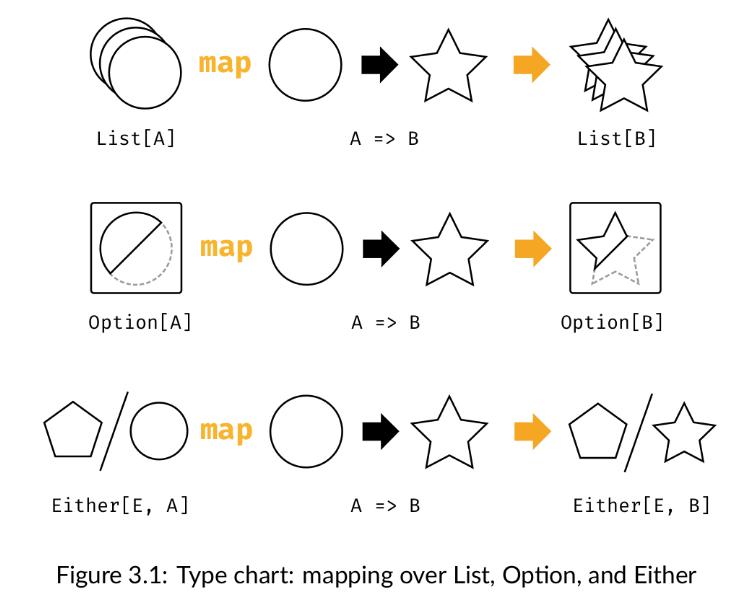 map
List[A] A => B List[B]
map
Option[A] A => B Option[B]
map
Either[E, A] A => B Either[E, B]
Figure 3.1: Type chart: mapping over List, Option, and Either